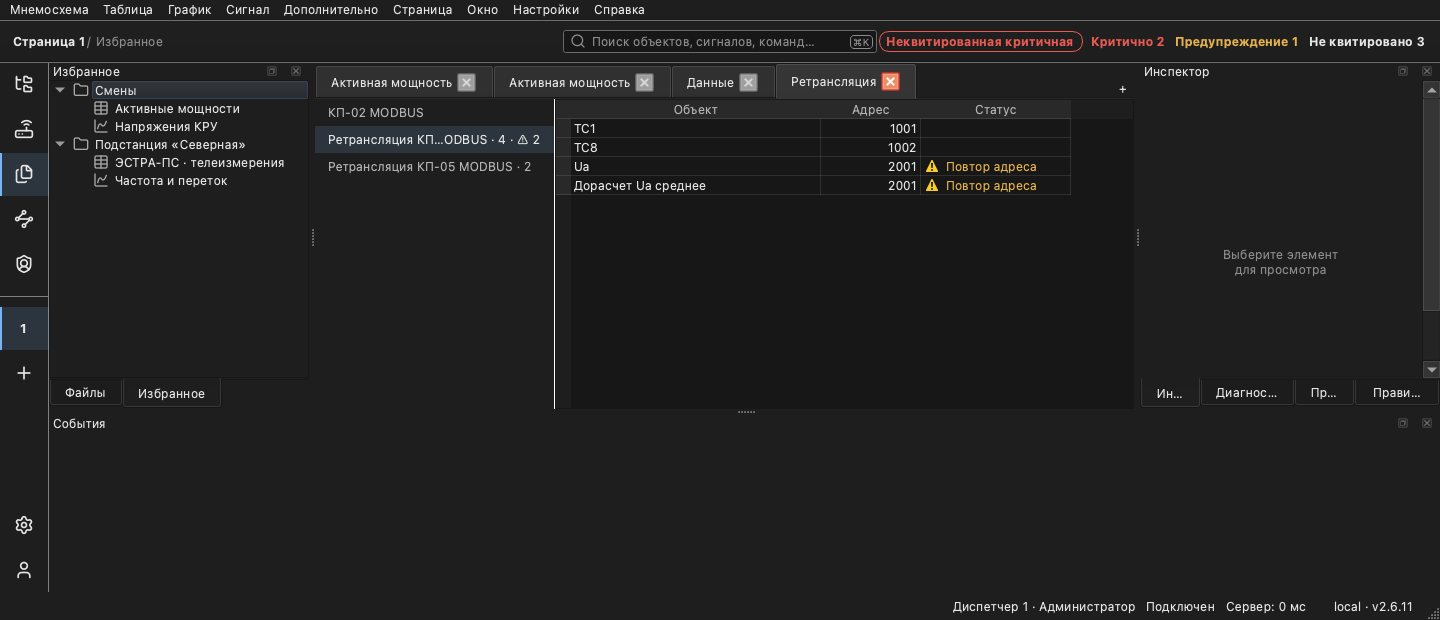 Мнемосхема Таблица График Сигнал Дополнительно Страница Окно Настройки Справка
Страница 1 / Избранное
Поиск объектов, сигналов, команд... ⌘K
Неквитированная критичная Критично 2 Предупреждение 1 Не квитировано 3
Избранное
Смены
Активные мощности
Напряжения КРУ
Подстанция «Северная»
ЭСТРА-ПС · телеизмерения
Частота и переток
1
Файлы Избранное
Активная мощность Активная мощность Данные Ретрансляция +
КП-02 MODBUS
Ретрансляция КП...ODBUS · 4 · ⚠ 2
Ретрансляция КП-05 MODBUS · 2
Объект Адрес Статус
ТС1 1001
ТС8 1002
Ua 2001 ⚠ Повтор адреса
Дорасчет Ua среднее 2001 ⚠ Повтор адреса
Инспектор
Выберите элемент
для просмотра
Ин... Диагнос... Пр... Прави...
События
Диспетчер 1 · Администратор Подключен Сервер: 0 мс local · v2.6.11